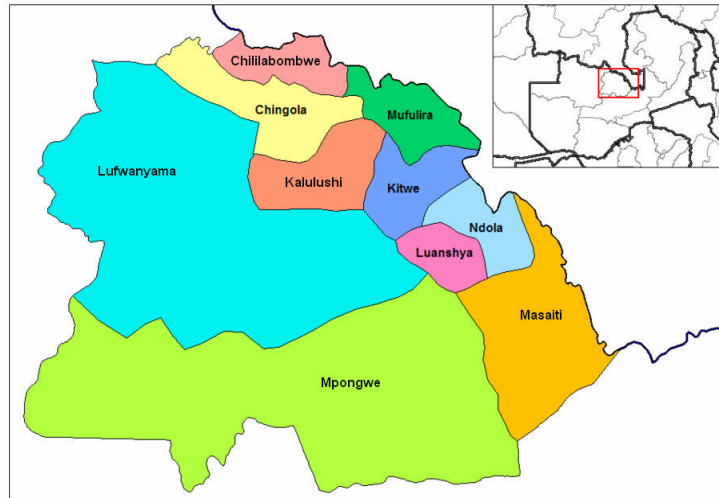 Chililabombwe
Chingola
Mufulira
Lufwanyama
Kalulushi
Kitwe
Ndola
Luanshya
Masaiti
Mpongwe